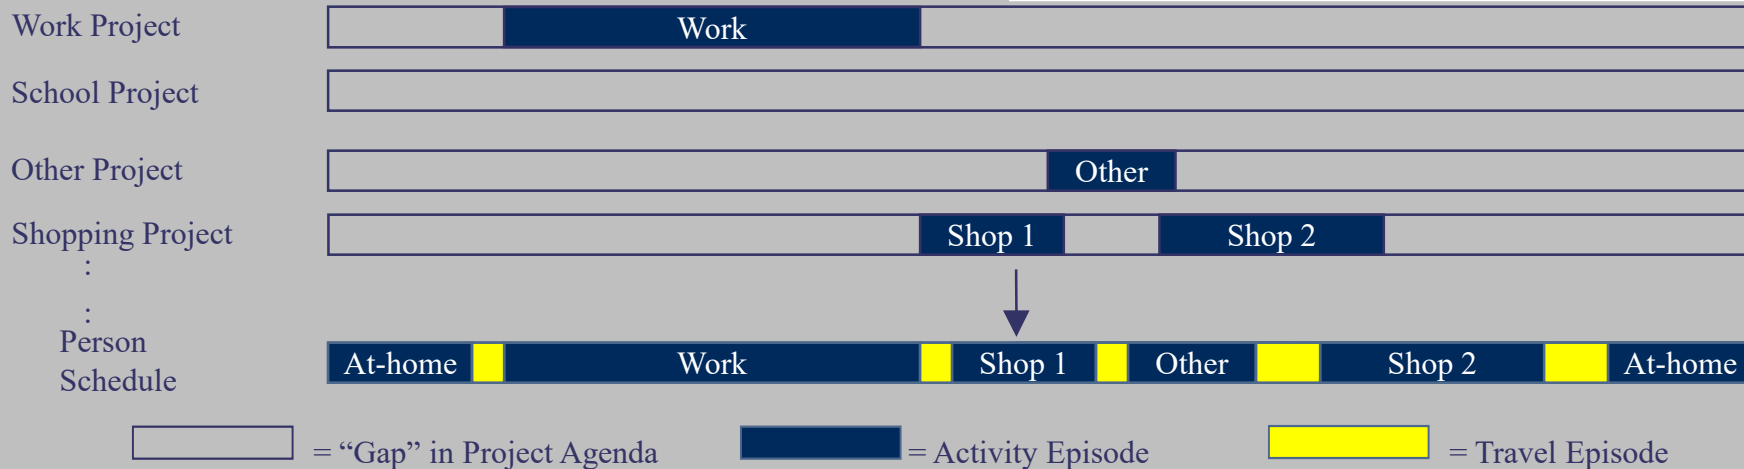 Work Project
Work
School Project
Other Project
Other
Shopping Project
Shop 1
Shop 2
:
:
Person
Schedule
At-home
Work
Shop 1
Other
Shop 2
At-home
= “Gap” in Project Agenda
= Activity Episode
= Travel Episode